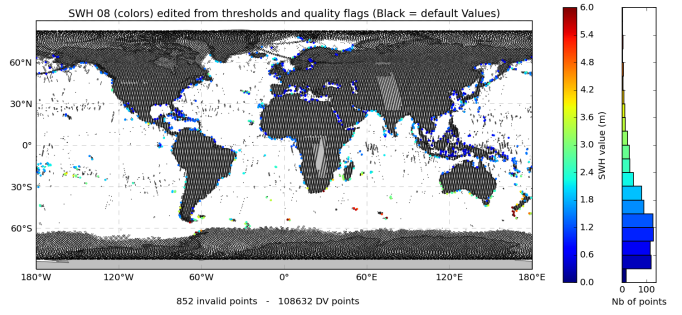 SWH 08 (colors) edited from thresholds and quality flags (Black = default Values)
60°N
30°N
0°
30°S
60°S
180°W
120°W
60°W
0°
60°E
120°E
180°E
852 invalid points - 108632 DV points
6.0
5.4
4.8
4.2
3.6
3.0
2.4
1.8
1.2
0.6
0.0
SWH value (m)
0
100
Nb of points